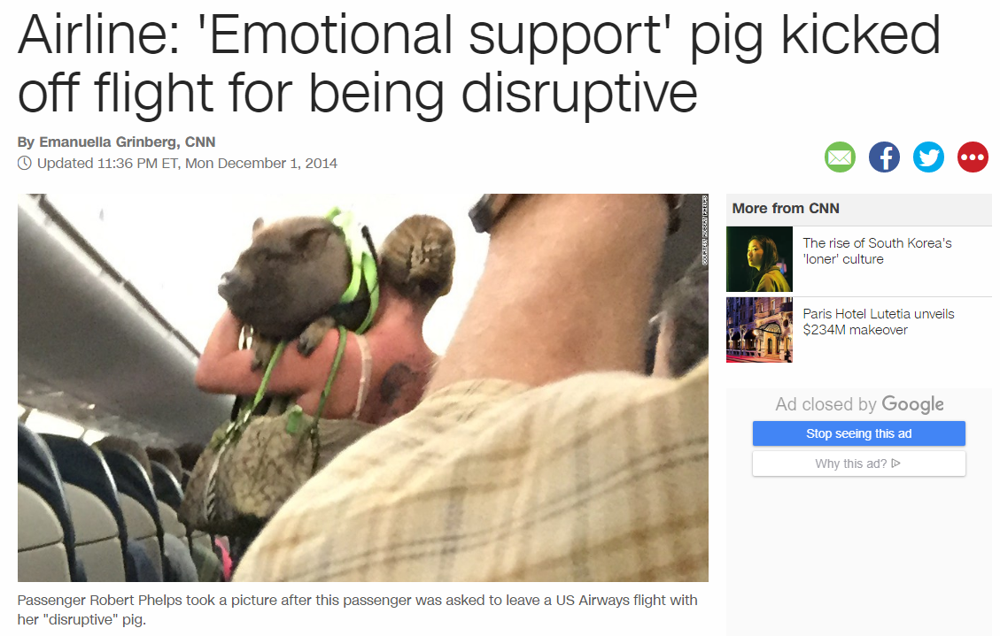 Airline: 'Emotional support' pig kicked
off flight for being disruptive
By Emanuella Grinberg, CNN
Updated 11:36 PM ET, Mon December 1, 2014
COURTESY ROBERT PHELPS
Passenger Robert Phelps took a picture after this passenger was asked to leave a US Airways flight with
her "disruptive" pig.
More from CNN
The rise of South Korea's
'loner' culture
Paris Hotel Lutetia unveils
$234M makeover
Ad closed by Google
Stop seeing this ad
Why this ad?